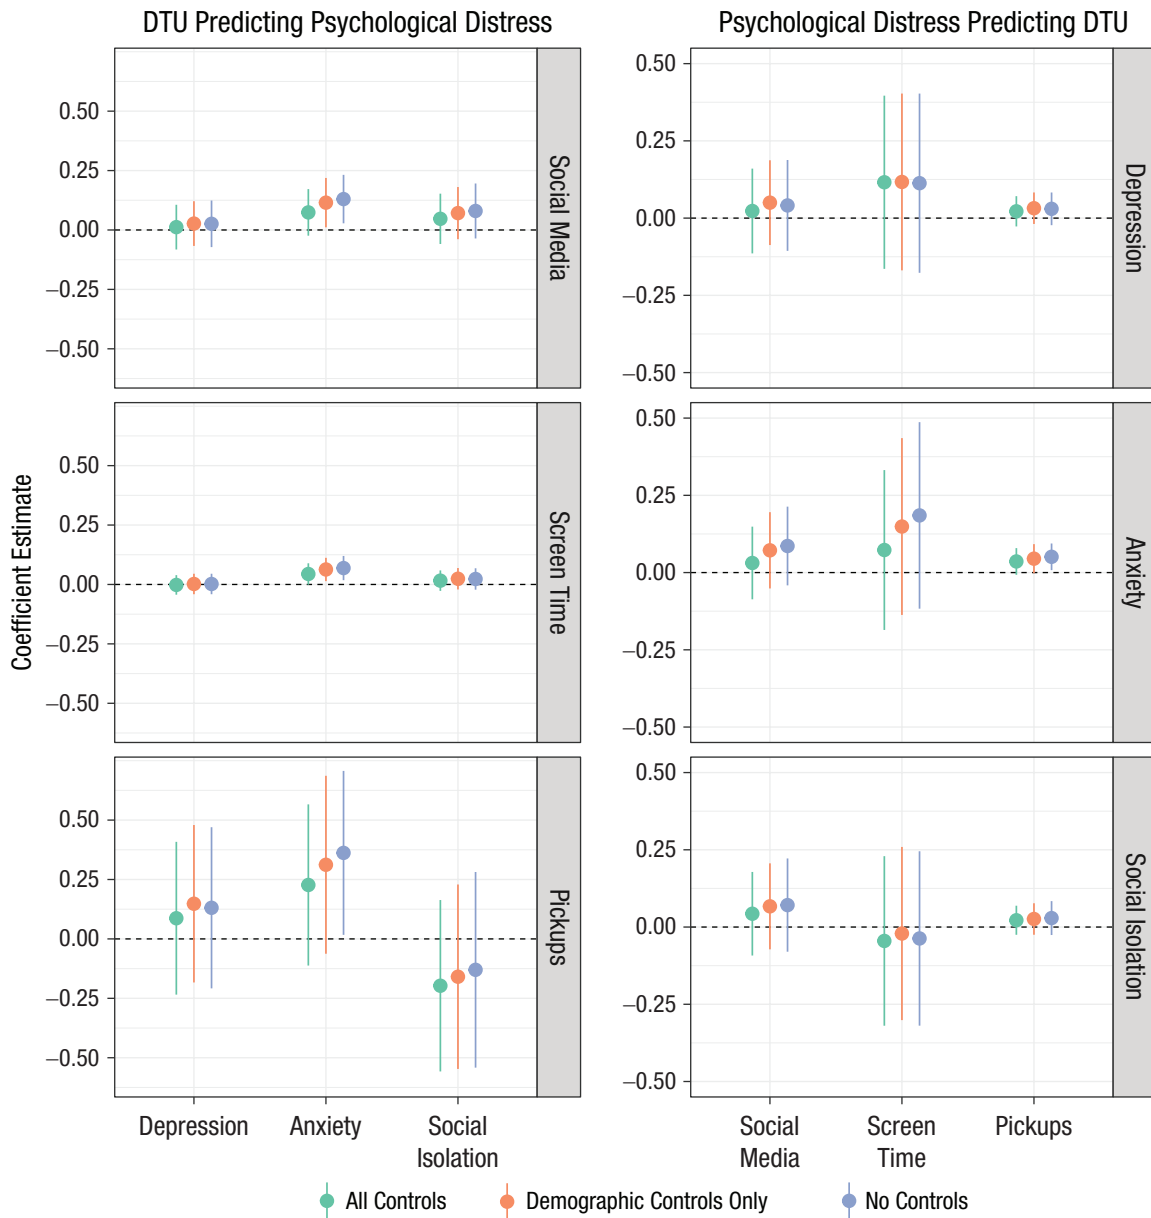 DTU Predicting Psychological Distress
Psychological Distress Predicting DTU
Coefficient Estimate
0.50
0.25
0.00
−0.25
−0.50
Social Media
0.50
0.25
0.00
−0.25
−0.50
Depression
0.50
0.25
0.00
−0.25
−0.50
Screen Time
0.50
0.25
0.00
−0.25
−0.50
Anxiety
0.50
0.25
0.00
−0.25
−0.50
Pickups
0.50
0.25
0.00
−0.25
−0.50
Social Isolation
Depression
Anxiety
Social
Isolation
Social
Media
Screen
Time
Pickups
All Controls
Demographic Controls Only
No Controls